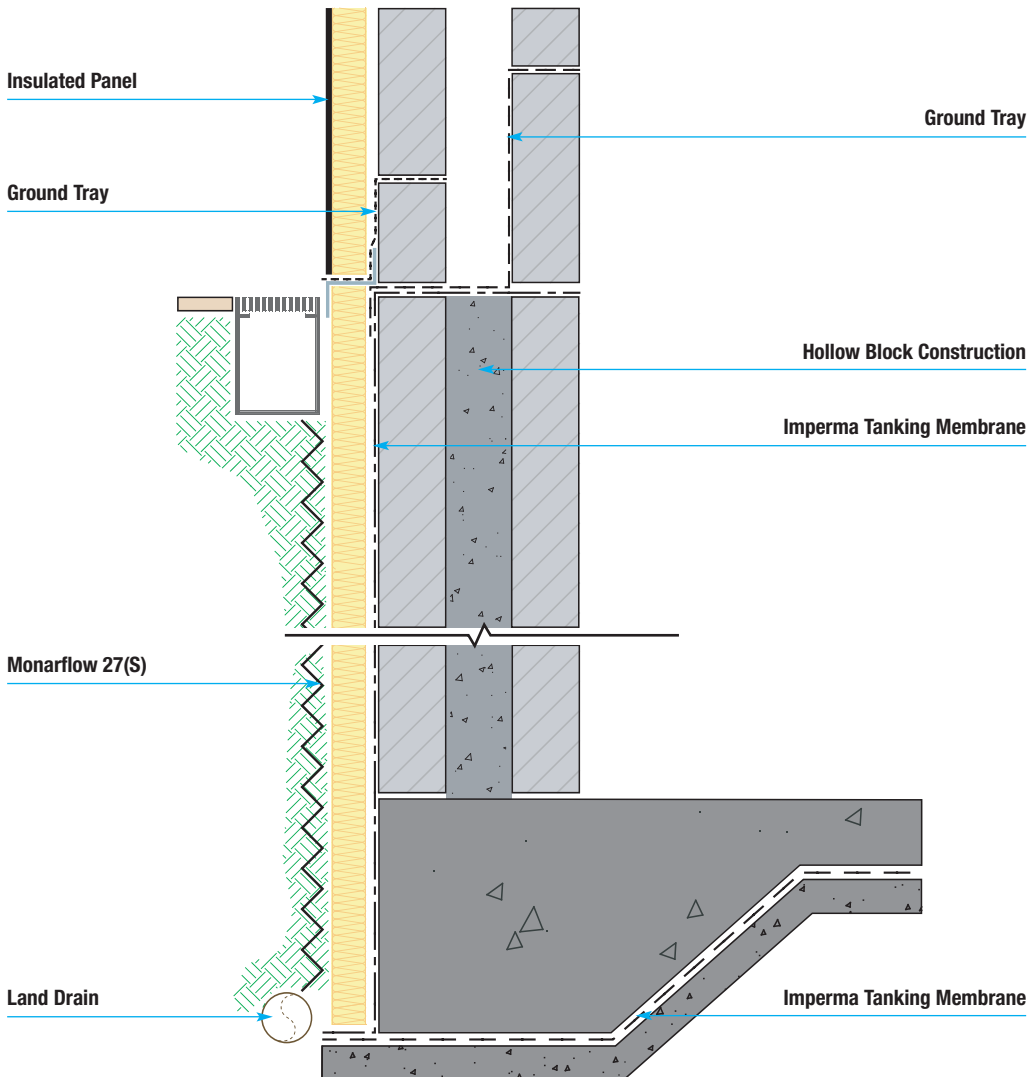 Insulated Panel
Ground Tray
Ground Tray
Hollow Block Construction
Imperma Tanking Membrane
Monarflow 27(S)
Land Drain
Imperma Tanking Membrane